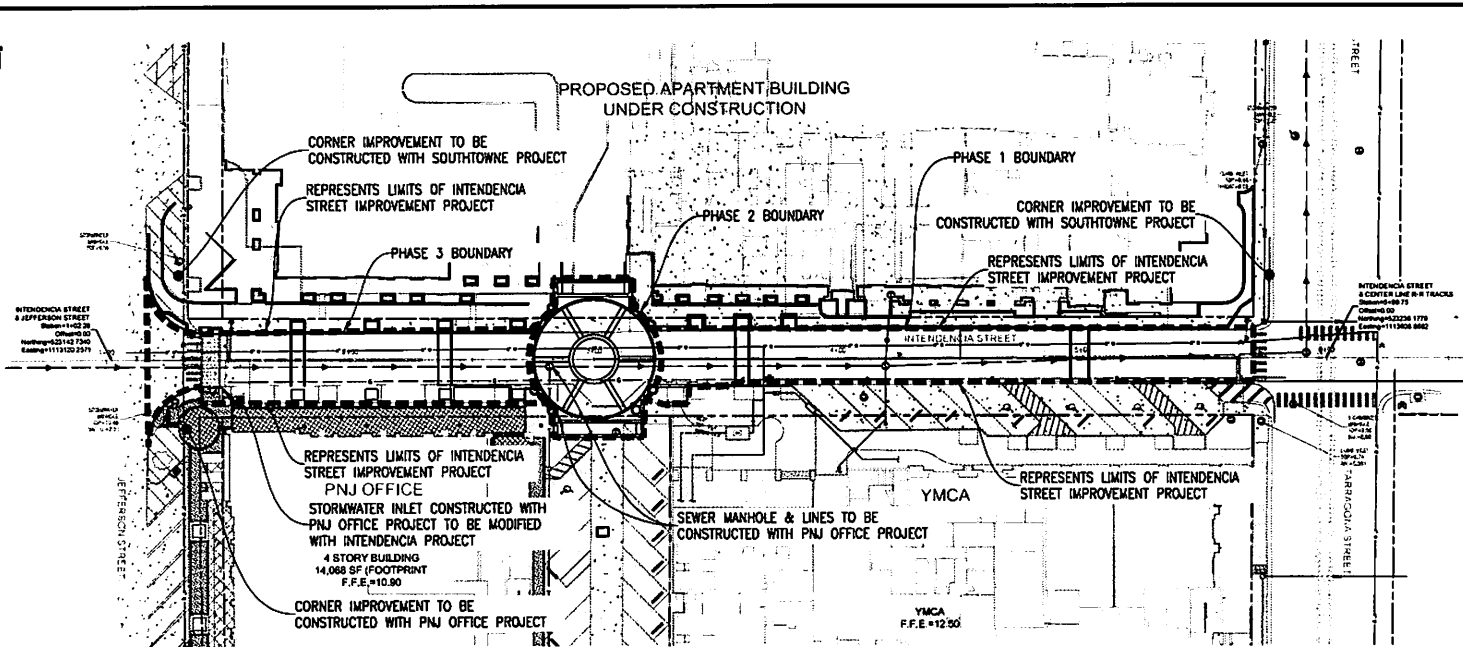 PROPOSED APARTMENT BUILDING
UNDER CONSTRUCTION
CORNER IMPROVEMENT TO BE
CONSTRUCTED WITH SOUTHTOWNE PROJECT
REPRESENTS LIMITS OF INTENDENCIA
STREET IMPROVEMENT PROJECT
PHASE 3 BOUNDARY
PHASE 2 BOUNDARY
PHASE 1 BOUNDARY
CORNER IMPROVEMENT TO BE
CONSTRUCTED WITH SOUTHTOWNE PROJECT
REPRESENTS LIMITS OF INTENDENCIA
STREET IMPROVEMENT PROJECT
STREET
INTENDENCIA STREET
& JEFFERSON STREET
INTENDENCIA STREET
& CENTER LINE R-R TRACKS
INTENDENCIA STREET
REPRESENTS LIMITS OF INTENDENCIA
STREET IMPROVEMENT PROJECT
PNJ OFFICE
STORMWATER INLET CONSTRUCTED WITH
PNJ OFFICE PROJECT TO BE MODIFIED
WITH INTENDENCIA PROJECT
4 STORY BUILDING
14,068 SF (FOOTPRINT
F.F.E.=10.90
CORNER IMPROVEMENT TO BE
CONSTRUCTED WITH PNJ OFFICE PROJECT
SEWER MANHOLE & LINES TO BE
CONSTRUCTED WITH PNJ OFFICE PROJECT
YMCA
REPRESENTS LIMITS OF INTENDENCIA
STREET IMPROVEMENT PROJECT
YMCA
F.F.E.=12.50
JEFFERSON STREET
TARRAGONA STREET